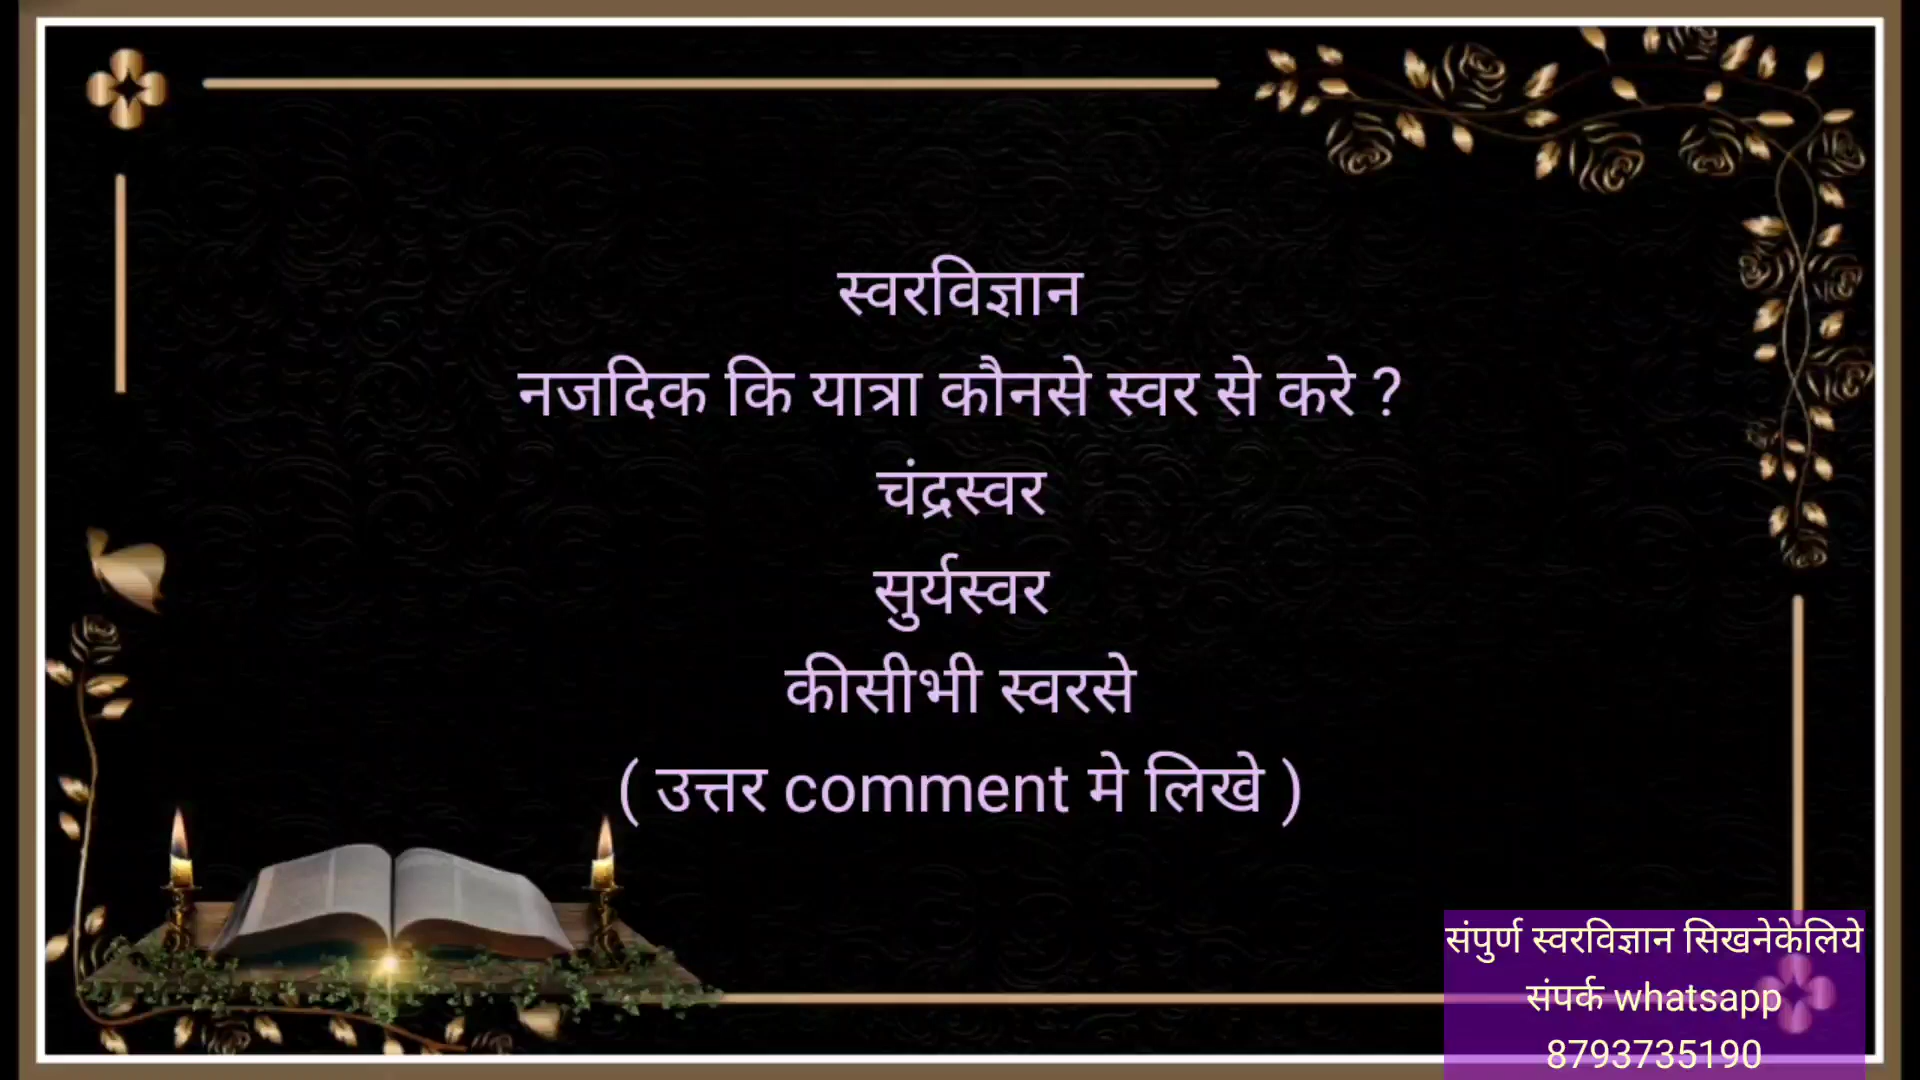 स्वरविज्ञान
नजदिक कि यात्रा कौनसे स्वर से करे ?
चंद्रस्वर
सुर्यस्वर
कीसीभी स्वरसे
( उत्तर comment मे लिखे )
संपुर्ण स्वरविज्ञान सिखनेकेलिये
संपर्क whatsapp
8793735190